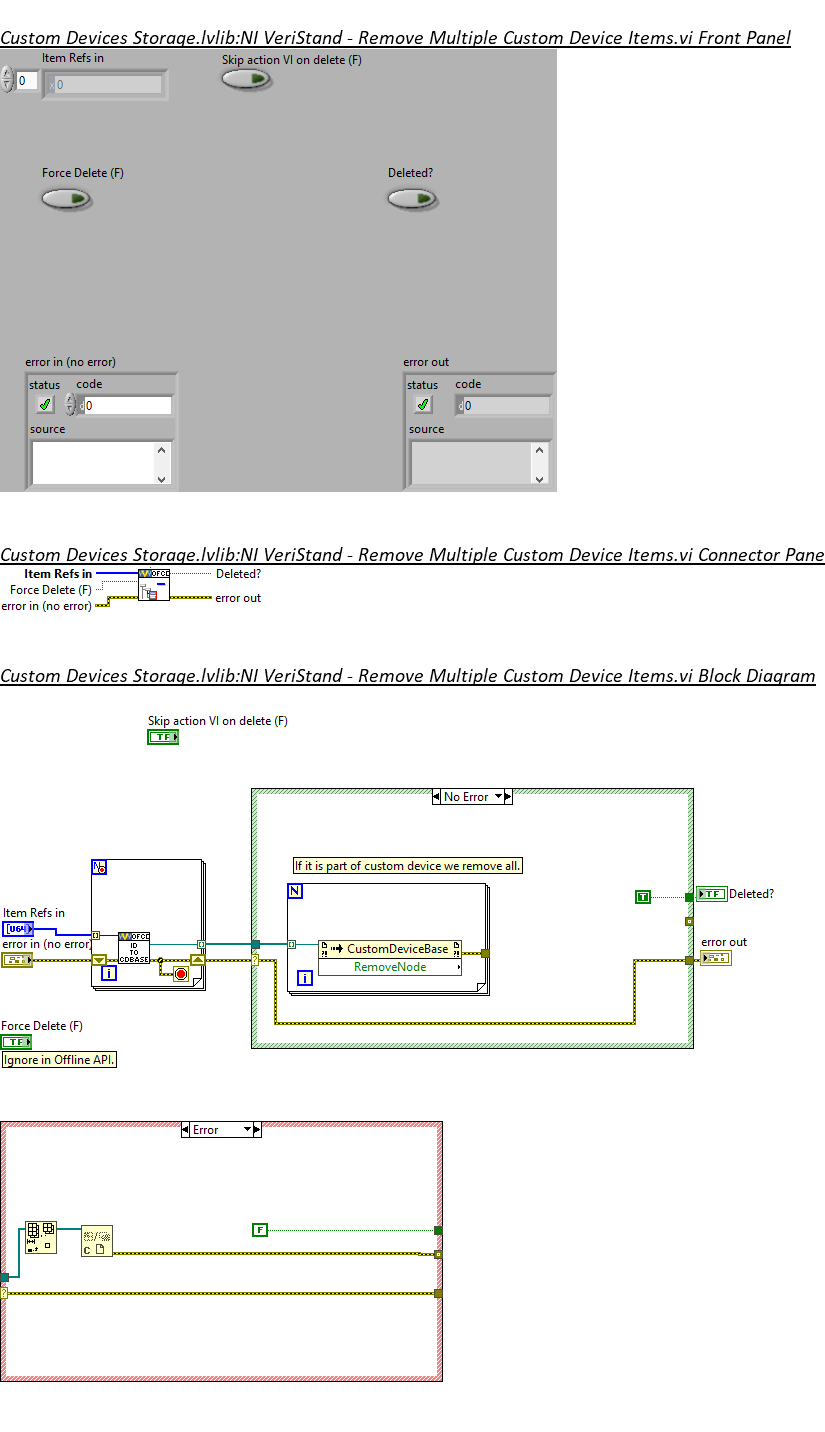 Custom Devices Storage.lvlib:NI VeriStand - Remove Multiple Custom Device Items.vi Front Panel
Item Refs in
Skip action VI on delete (F)
0
x 0
Force Delete (F)
Deleted?
error in (no error)
error out
status
code
status
code
d 0
d 0
source
source
Custom Devices Storage.lvlib:NI VeriStand - Remove Multiple Custom Device Items.vi Connector Pane
Item Refs in
OFCD
Deleted?
Force Delete (F)
error in (no error)
error out
Custom Devices Storage.lvlib:NI VeriStand - Remove Multiple Custom Device Items.vi Block Diagram
Skip action VI on delete (F)
TF
No Error
If it is part of custom device we remove all.
N
N
T
TF
Deleted?
Item Refs in
U64
error in (no error)
OFCD
ID
TO
CDBASE
i
?
CustomDeviceBase
RemoveNode
i
error out
Force Delete (F)
TF
Ignore in Offline API.
Error
F
C
?